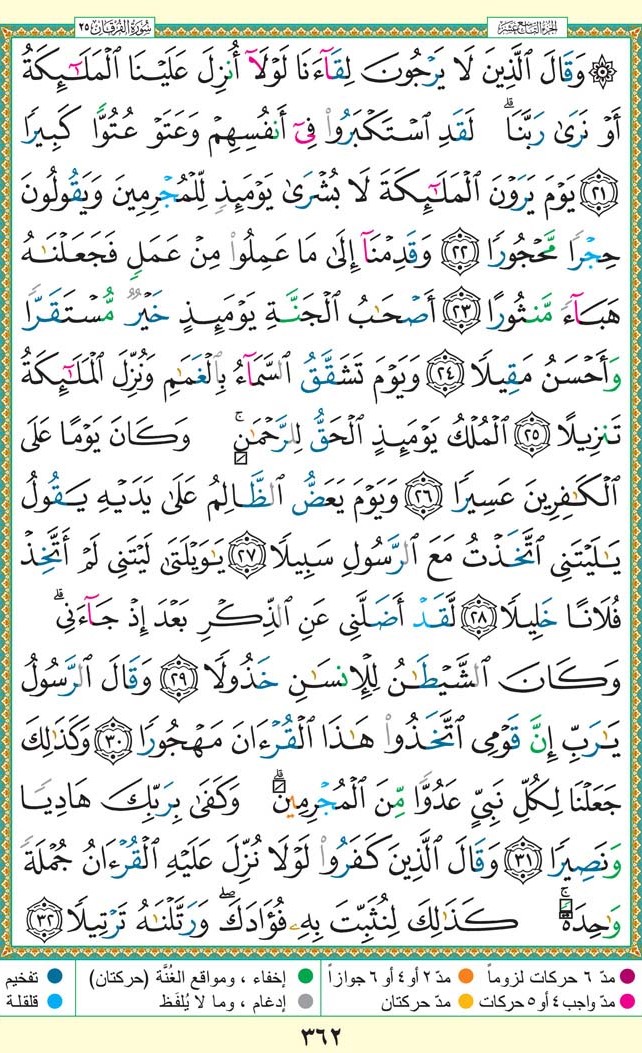 الجزء التاسع عشر سورة الفرقان ٢٥
۞ وَقَالَ ٱلَّذِينَ لَا يَرْجُونَ لِقَآءَنَا لَوْلَآ أُنزِلَ عَلَيْنَا ٱلْمَلَـٰٓئِكَةُ
أَوْ نَرَىٰ رَبَّنَا ۗ لَقَدِ ٱسْتَكْبَرُوا۟ فِىٓ أَنفُسِهِمْ وَعَتَوْ عُتُوًّا كَبِيرًا
٢١ يَوْمَ يَرَوْنَ ٱلْمَلَـٰٓئِكَةَ لَا بُشْرَىٰ يَوْمَئِذٍ لِّلْمُجْرِمِينَ وَيَقُولُونَ
حِجْرًا مَّحْجُورًا ٢٢ وَقَدِمْنَآ إِلَىٰ مَا عَمِلُوا۟ مِنْ عَمَلٍ فَجَعَلْنَـٰهُ
هَبَآءً مَّنثُورًا ٢٣ أَصْحَـٰبُ ٱلْجَنَّةِ يَوْمَئِذٍ خَيْرٌ مُّسْتَقَرًّا
وَأَحْسَنُ مَقِيلًا ٢٤ وَيَوْمَ تَشَقَّقُ ٱلسَّمَآءُ بِٱلْغَمَـٰمِ وَنُزِّلَ ٱلْمَلَـٰٓئِكَةُ
تَنزِيلًا ٢٥ ٱلْمُلْكُ يَوْمَئِذٍ ٱلْحَقُّ لِلرَّحْمَـٰنِ ۚ وَكَانَ يَوْمًا عَلَى
ٱلْكَـٰفِرِينَ عَسِيرًا ٢٦ وَيَوْمَ يَعَضُّ ٱلظَّالِمُ عَلَىٰ يَدَيْهِ يَقُولُ
يَـٰلَيْتَنِى ٱتَّخَذْتُ مَعَ ٱلرَّسُولِ سَبِيلًا ٢٧ يَـٰوَيْلَتَىٰ لَيْتَنِى لَمْ أَتَّخِذْ
فُلَانًا خَلِيلًا ٢٨ لَّقَدْ أَضَلَّنِى عَنِ ٱلذِّكْرِ بَعْدَ إِذْ جَآءَنِى ۗ
وَكَانَ ٱلشَّيْطَـٰنُ لِلْإِنسَـٰنِ خَذُولًا ٢٩ وَقَالَ ٱلرَّسُولُ
يَـٰرَبِّ إِنَّ قَوْمِى ٱتَّخَذُوا۟ هَـٰذَا ٱلْقُرْءَانَ مَهْجُورًا ٣٠ وَكَذَٰلِكَ
جَعَلْنَا لِكُلِّ نَبِىٍّ عَدُوًّا مِّنَ ٱلْمُجْرِمِينَ ۗ وَكَفَىٰ بِرَبِّكَ هَادِيًا
وَنَصِيرًا ٣١ وَقَالَ ٱلَّذِينَ كَفَرُوا۟ لَوْلَا نُزِّلَ عَلَيْهِ ٱلْقُرْءَانُ جُمْلَةً
وَٰحِدَةً ۚ كَذَٰلِكَ لِنُثَبِّتَ بِهِۦ فُؤَادَكَ ۖ وَرَتَّلْنَـٰهُ تَرْتِيلًا ٣٢
مدّ ٦ حركات لزوماً مدّ ٢ أو ٤ أو ٦ جوازاً إخفاء ، ومواقع الغُنَّة (حركتان) تفخيم
مدّ واجب ٤ أو ٥ حركات مدّ حركتان إدغام ، وما لا يُلفَظ قلقلة
٣٦٢